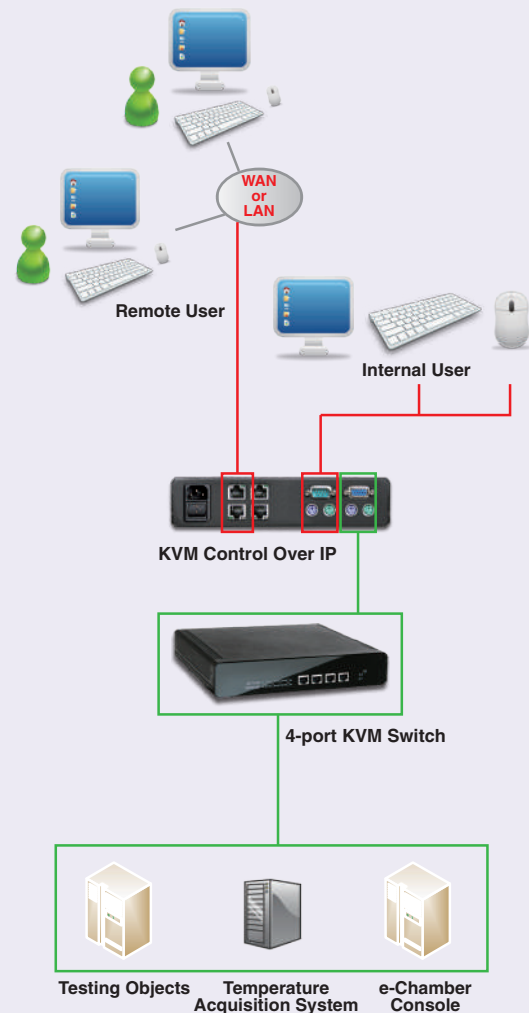 WAN
or
LAN
Remote User
Internal User
KVM Control Over IP
4-port KVM Switch
Testing Objects
Temperature
Acquisition System
e-Chamber
Console